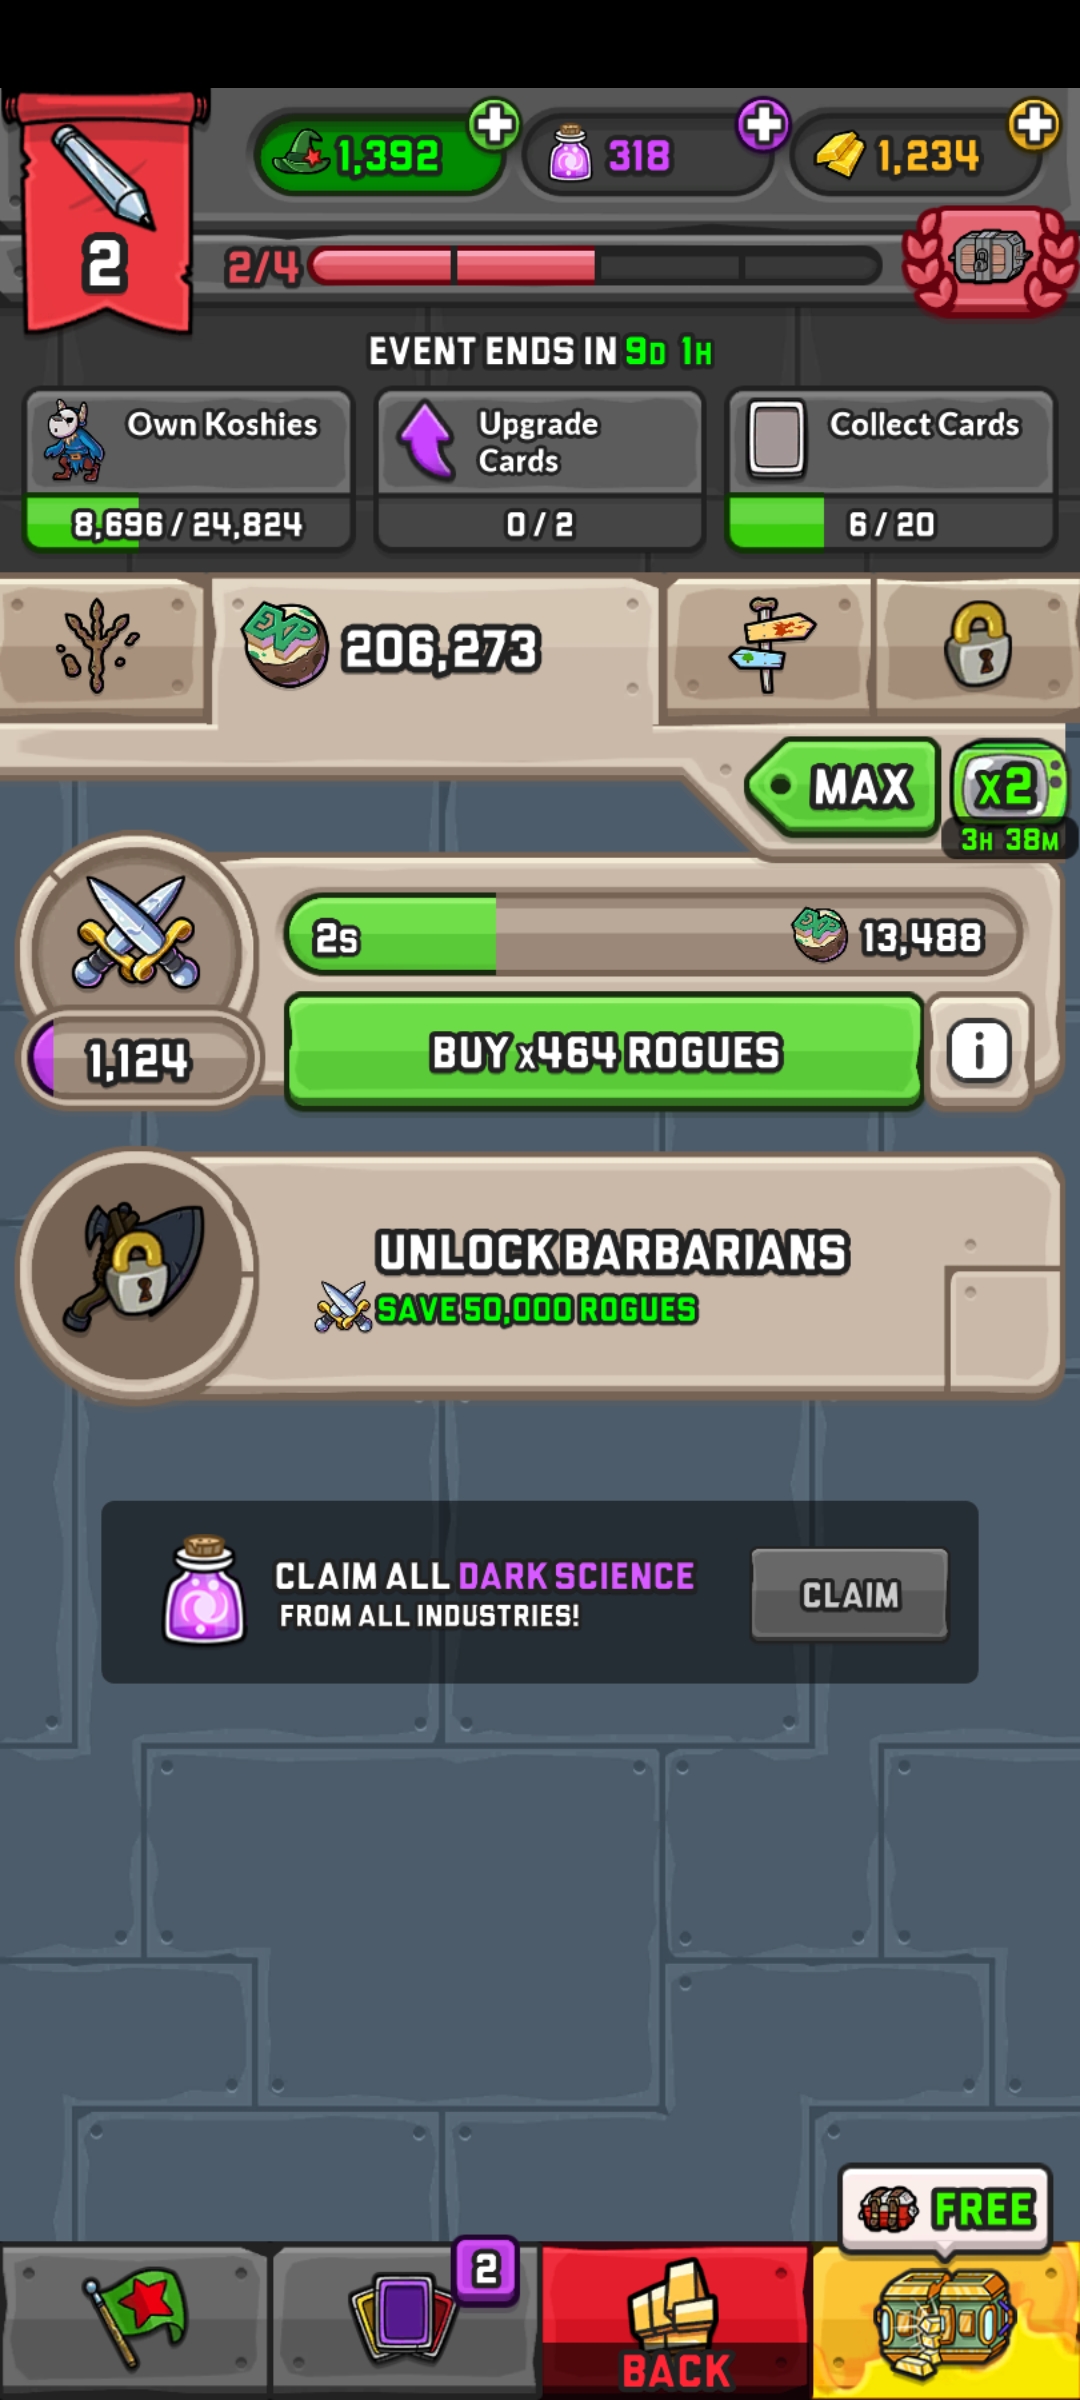 1,392
318
1,234
2
2/4
EVENT ENDS IN 9D 1H
Own Koshies
Upgrade
Cards
Collect Cards
8,696 / 24,824
0 / 2
6 / 20
EXP
206,273
MAX
x2
3H 38M
2s
EXP
13,488
1,124
BUY x464 ROGUES
i
UNLOCK BARBARIANS
SAVE 50,000 ROGUES
CLAIM ALL DARK SCIENCE
FROM ALL INDUSTRIES!
CLAIM
FREE
2
BACK